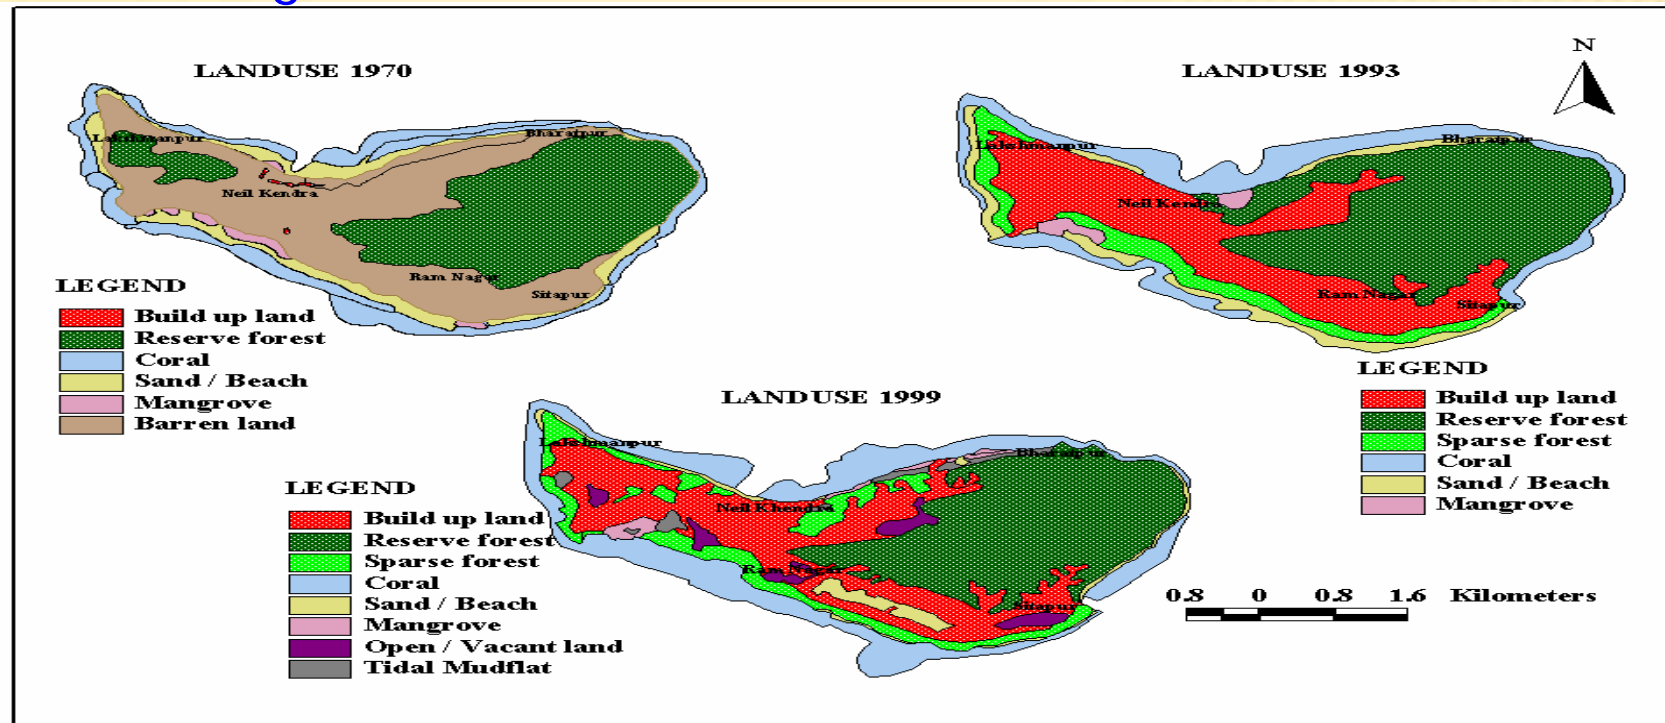 LANDUSE 1970
Lakshmanpur
Bharatpur
Neil Kendra
Ram Nagar
Sitapur
LEGEND
Build up land
Reserve forest
Coral
Sand / Beach
Mangrove
Barren land
LANDUSE 1993
N
Lakshmanpur
Bharatpur
Neil Kendra
Ram Nagar
Sitapur
LEGEND
Build up land
Reserve forest
Sparse forest
Coral
Sand / Beach
Mangrove
LANDUSE 1999
Lakshmanpur
Bharatpur
Neil Khendra
Ram Nagar
Sitapur
LEGEND
Build up land
Reserve forest
Sparse forest
Coral
Sand / Beach
Mangrove
Open / Vacant land
Tidal Mudflat
0.8 0 0.8 1.6 Kilometers